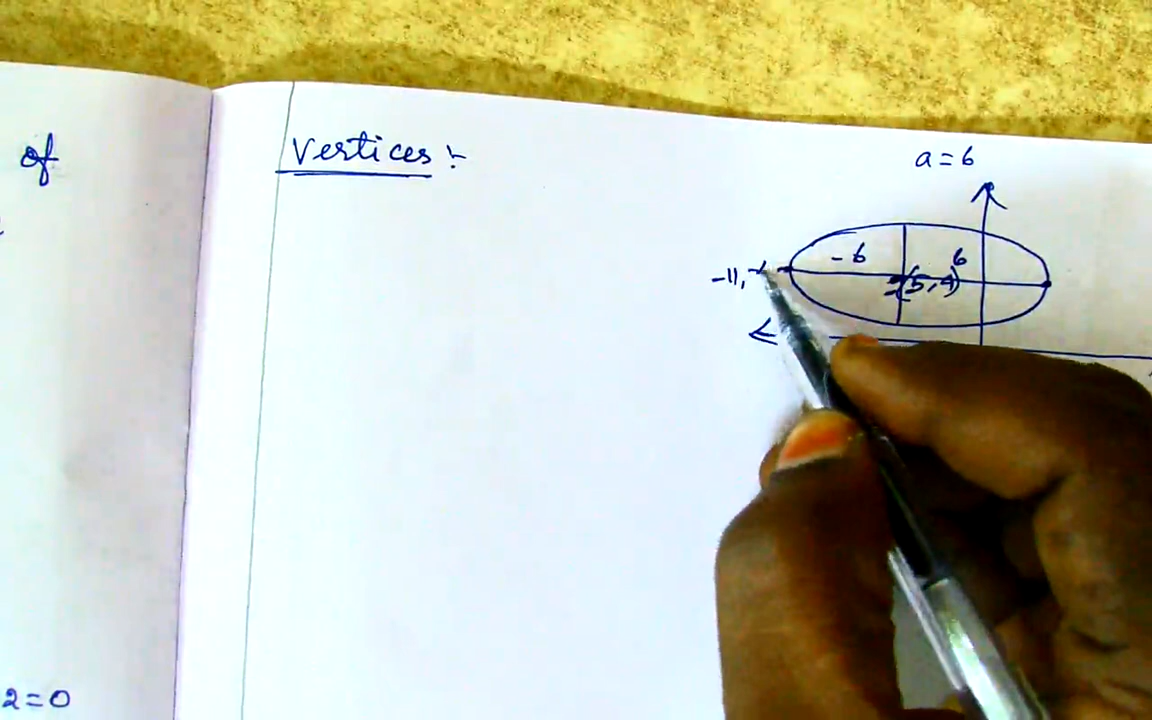 of
Vertices :-
a = 6
- 6 6
-11,
(5, 4)
2 = 0